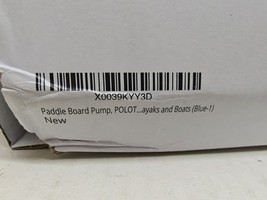 X0039KYY3D
Paddle Board Pump, POLOT...ayaks and Boats (Blue-1)
New